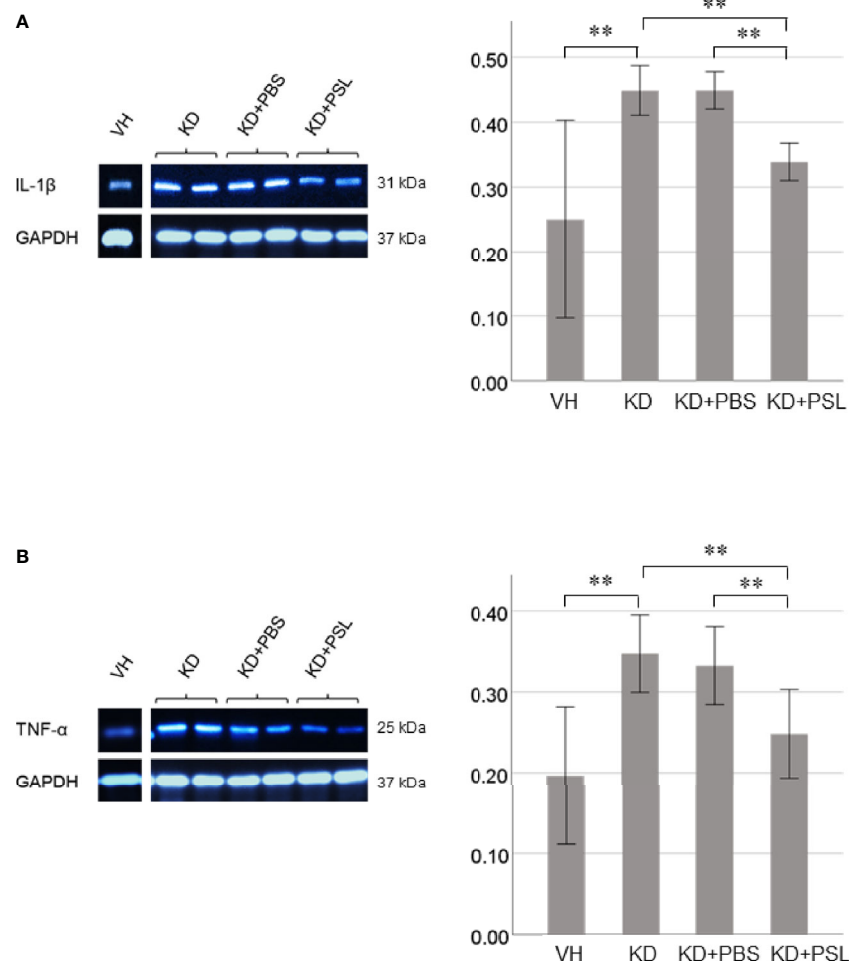 A
VH
KD
KD+PBS
KD+PSL
IL-1β
31 kDa
GAPDH
37 kDa
**
**
**
0.50
0.40
0.30
0.20
0.10
0.00
VH KD KD+PBS KD+PSL
B
VH
KD
KD+PBS
KD+PSL
TNF-α
25 kDa
GAPDH
37 kDa
**
**
**
0.40
0.30
0.20
0.10
0.00
VH KD KD+PBS KD+PSL